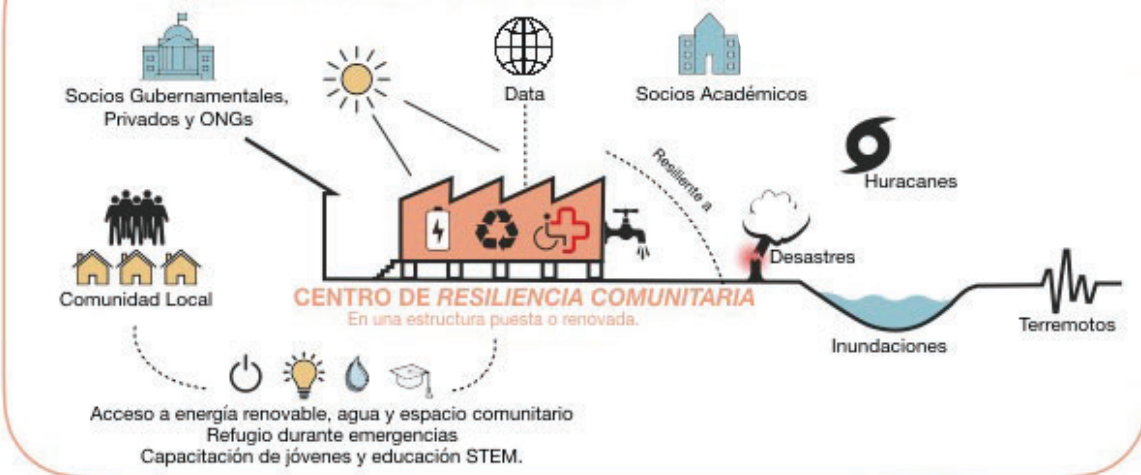 Socios Gubernamentales,
Privados y ONGs
Data
Socios Académicos
Resiliente a
Huracanes
Desastres
Comunidad Local
CENTRO DE RESILIENCIA COMUNITARIA
En una estructura puesta o renovada.
Inundaciones
Terremotos
Acceso a energía renovable, agua y espacio comunitario
Refugio durante emergencias
Capacitación de jóvenes y educación STEM.